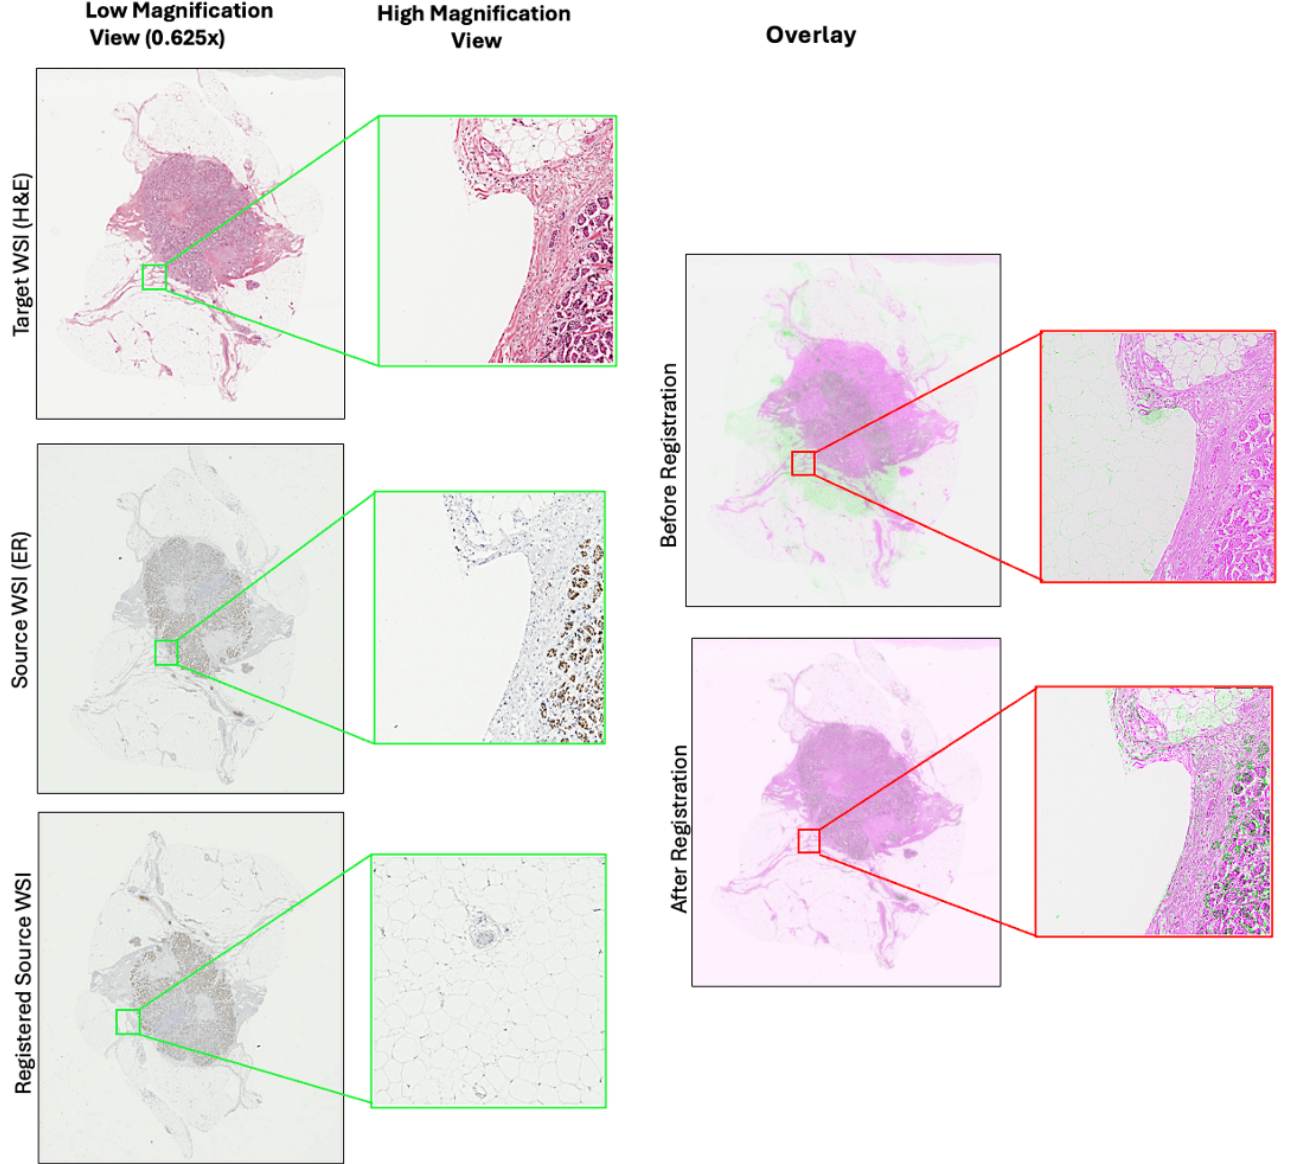 Low Magnification
View (0.625x)
High Magnification
View
Overlay
Target WSI (H&E)
Source WSI (ER)
Registered Source WSI
Before Registration
After Registration